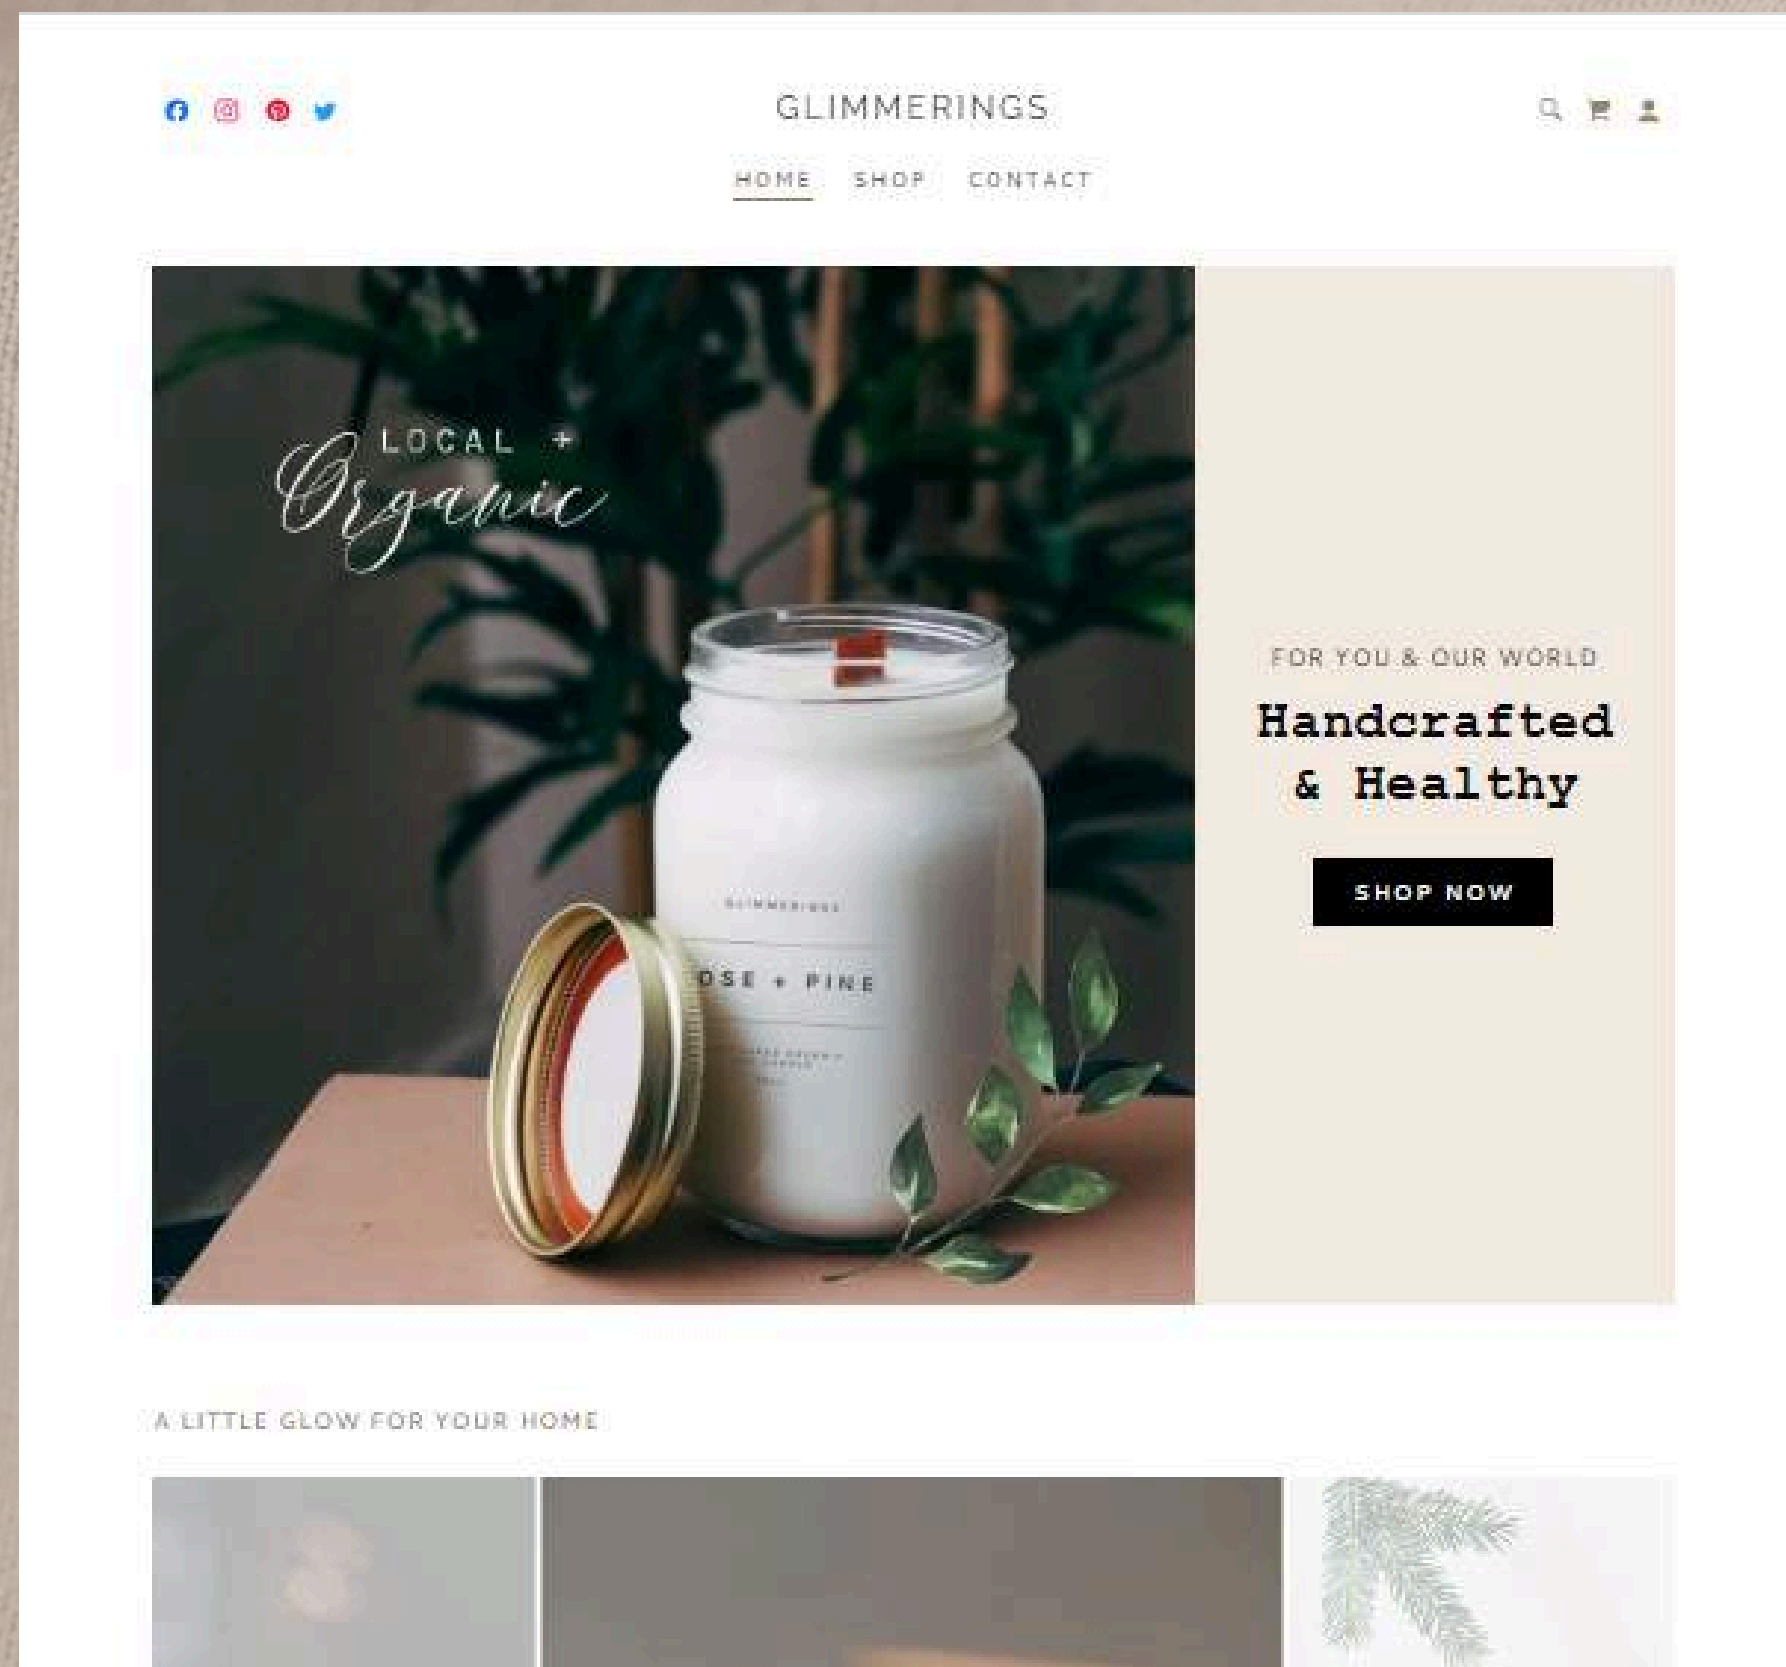 GLIMMERINGS
HOME SHOP CONTACT
LOCAL +
Organic
FOR YOU & OUR WORLD
Handcrafted
& Healthy
SHOP NOW
GLIMMERINGS
OSE + PINE
A LITTLE GLOW FOR YOUR HOME